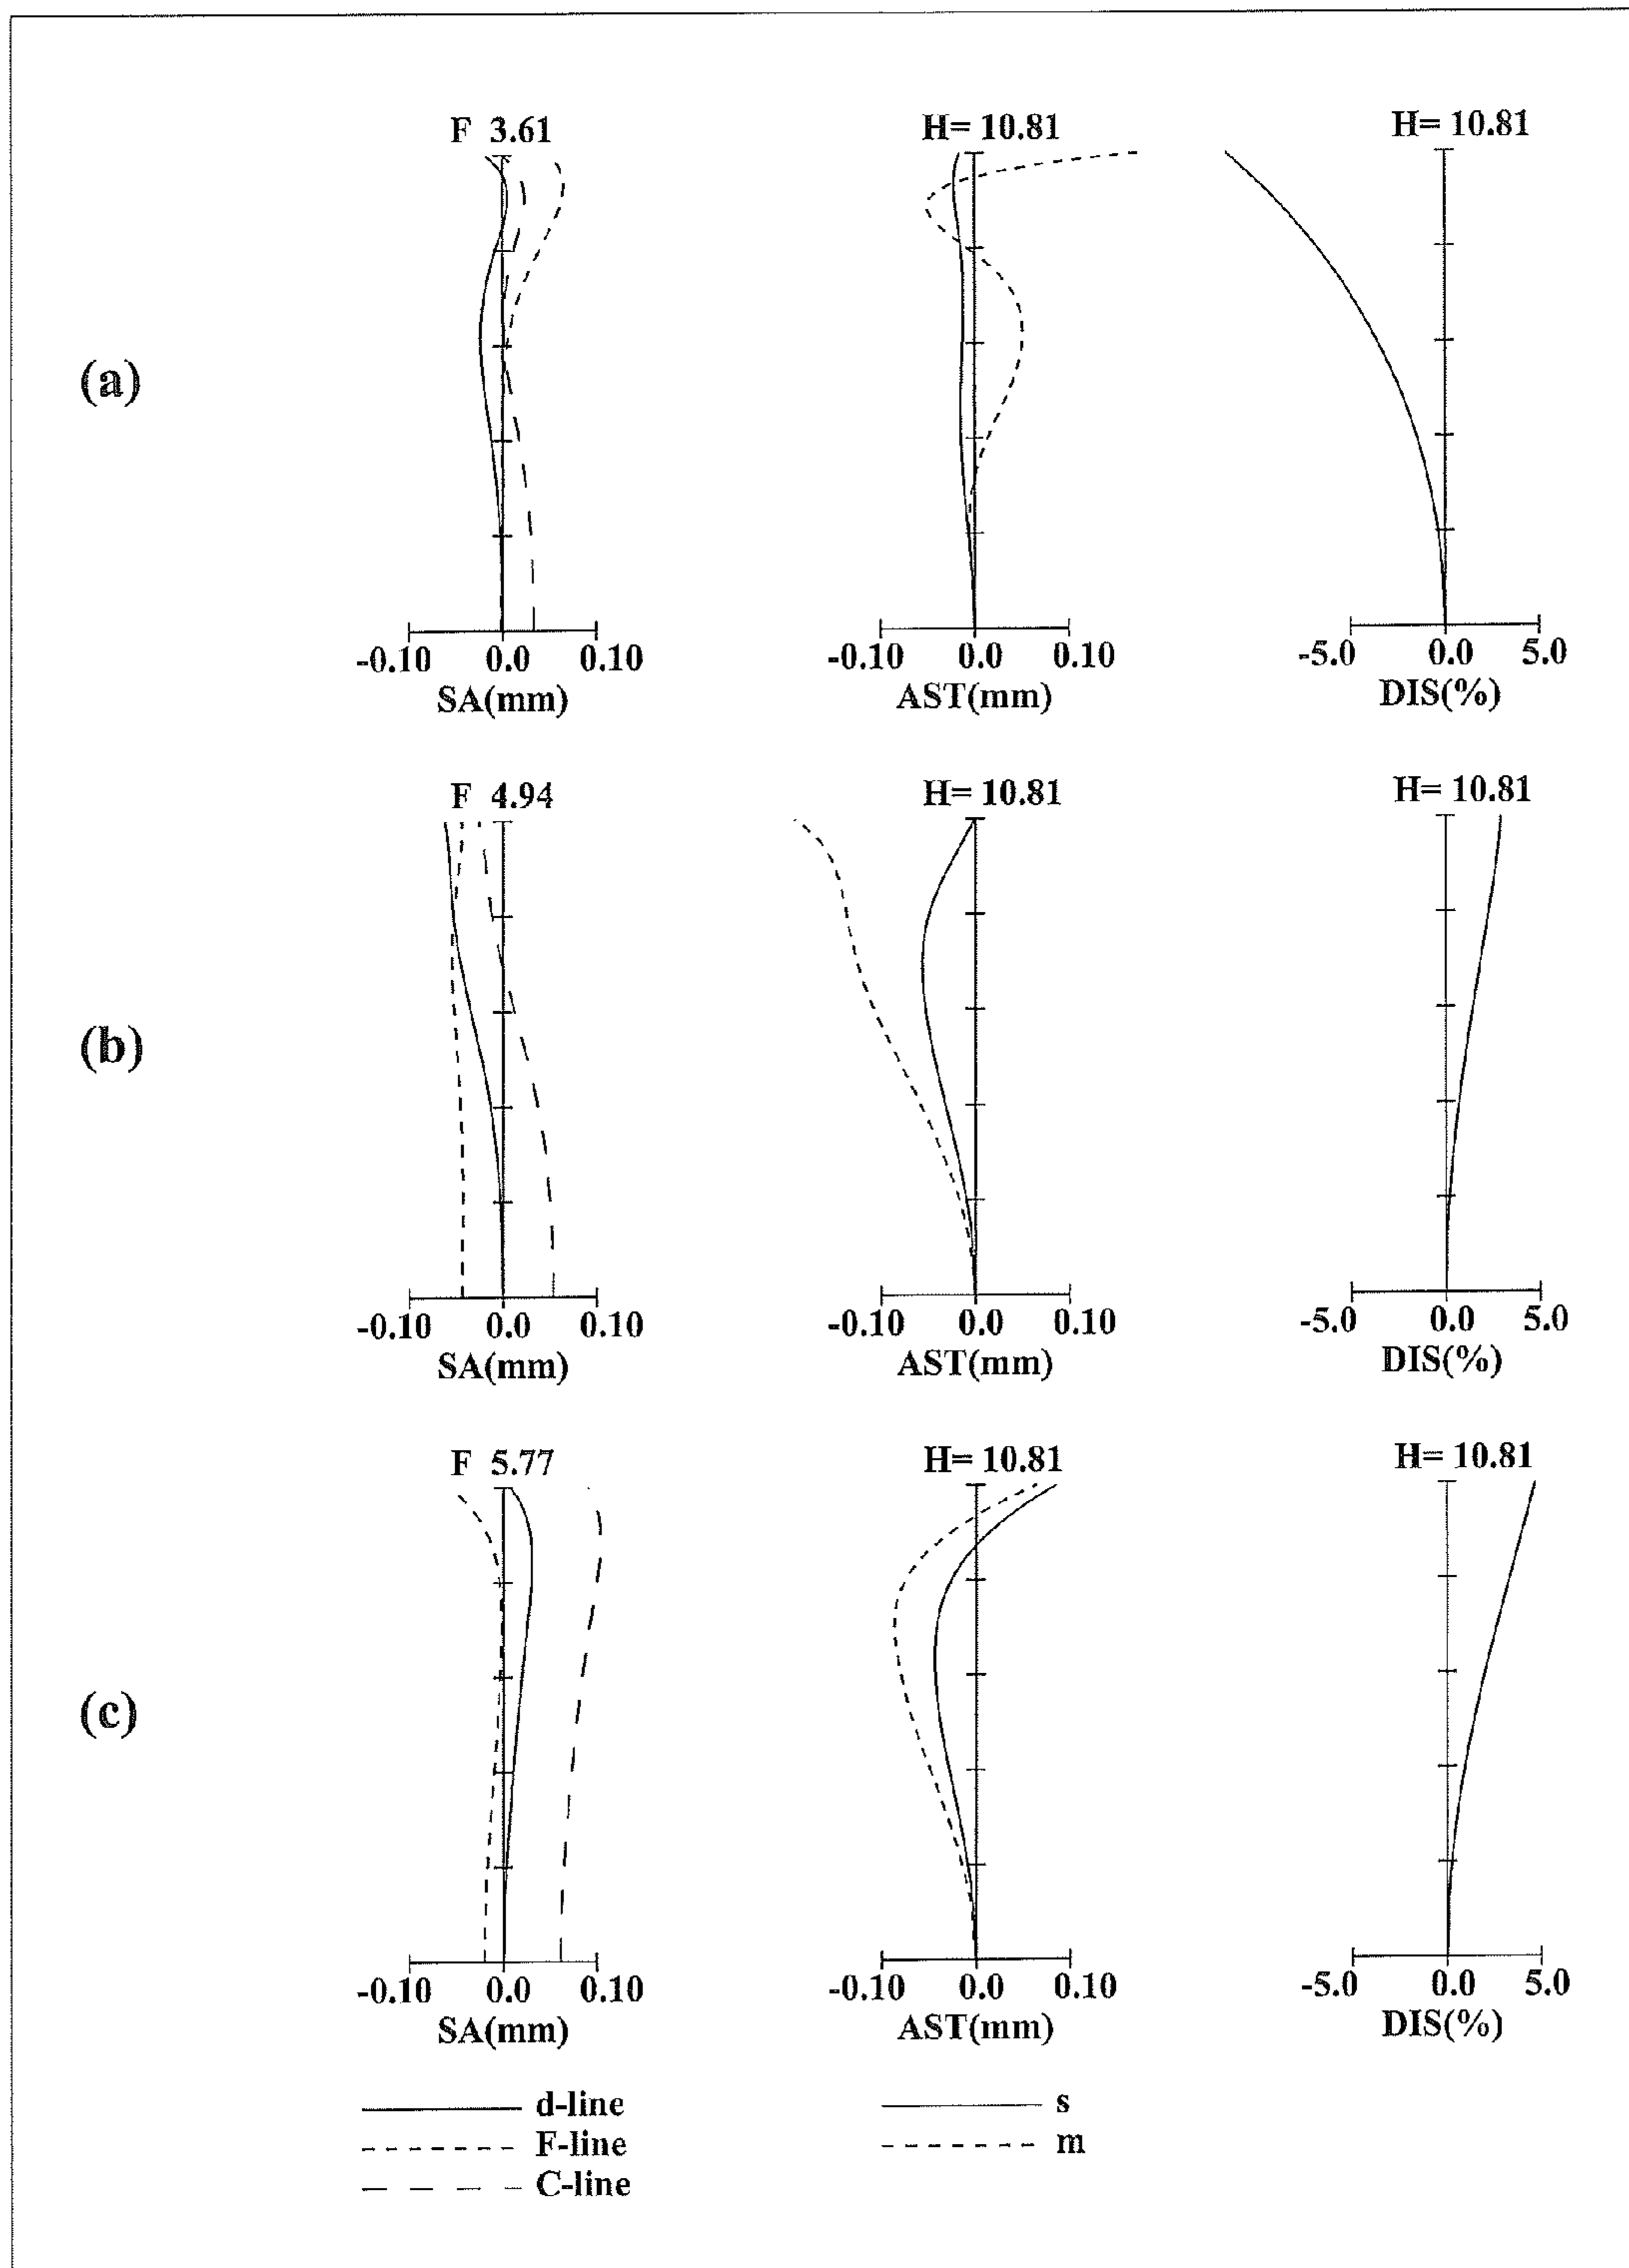 F 3.61 H= 10.81 H= 10.81
(a)
-0.10 0.0 0.10 -0.10 0.0 0.10 -5.0 0.0 5.0
SA(mm) AST(mm) DIS(%)
F 4.94 H= 10.81 H= 10.81
(b)
-0.10 0.0 0.10 -0.10 0.0 0.10 -5.0 0.0 5.0
SA(mm) AST(mm) DIS(%)
F 5.77 H= 10.81 H= 10.81
(c)
-0.10 0.0 0.10 -0.10 0.0 0.10 -5.0 0.0 5.0
SA(mm) AST(mm) DIS(%)
d-line s
F-line m
C-line